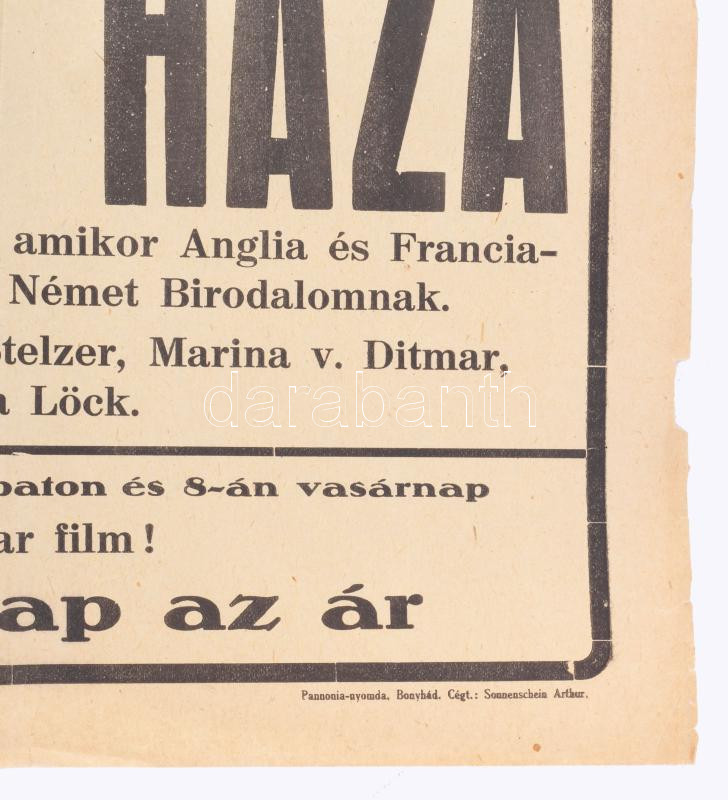 HAZA
amikor Anglia és Francia-
Német Birodalomnak.
telzer, Marina v. Ditmar,
a Löck.
darabanth
baton és 8-án vasárnap
ar film!
ap az ár
Pannonia-nyomda, Bonyhád. Cégt.: Sonnenschein Arthur.